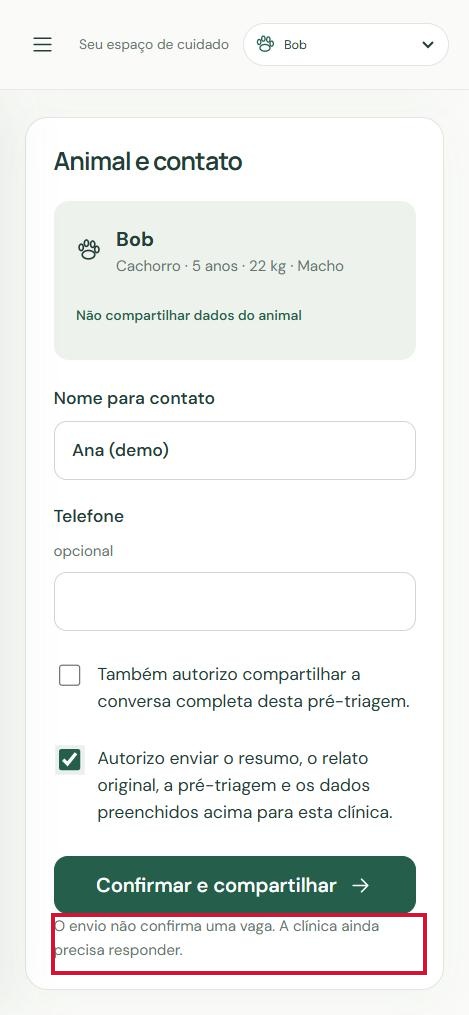 Seu espaço de cuidado
Bob
Animal e contato
Bob
Cachorro · 5 anos · 22 kg · Macho
Não compartilhar dados do animal
Nome para contato
Ana (demo)
Telefone
opcional
Também autorizo compartilhar a
conversa completa desta pré-triagem.
Autorizo enviar o resumo, o relato
original, a pré-triagem e os dados
preenchidos acima para esta clínica.
Confirmar e compartilhar →
O envio não confirma uma vaga. A clínica ainda
precisa responder.